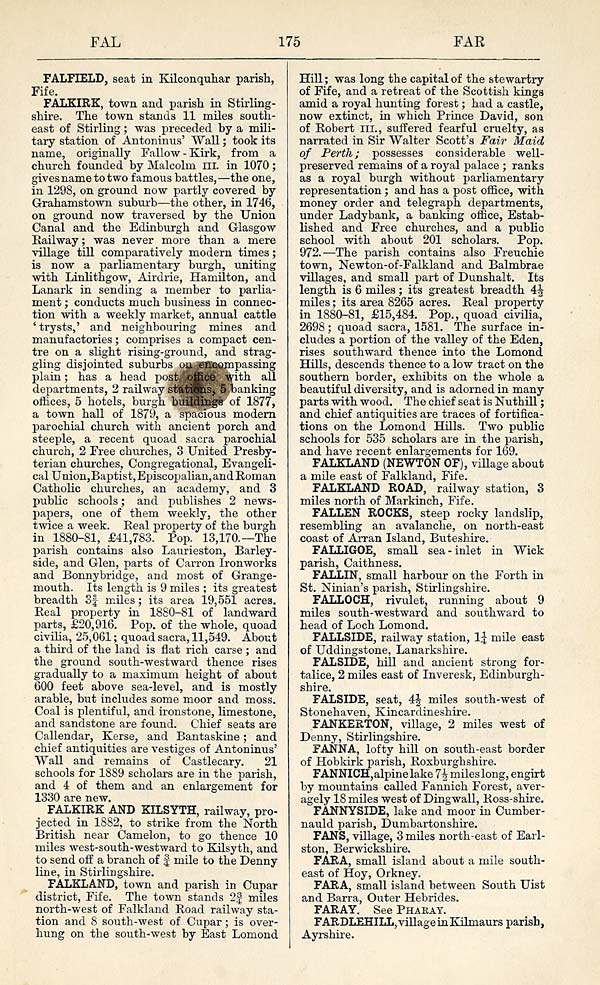 FAL 175 FAR
FALFIELD, seat in Kilconquhar parish,
Fife.
FALKIRK, town and parish in Stirling-
shire. The town stands 11 miles south-
east of Stirling; was preceded by a mili-
tary station of Antoninus' Wall; took its
name, originally Fallow-Kirk, from a
church founded by Malcolm III. in 1070;
gives name to two famous battles,—the one,
in 1298, on ground now partly covered by
Grahamstown suburb—the other, in 1746,
on ground now traversed by the Union
Canal and the Edinburgh and Glasgow
Railway; was never more than a mere
village till comparatively modern times;
is now a parliamentary burgh, uniting
with Linlithgow, Airdrie, Hamilton, and
Lanark in sending a member to parlia-
ment; conducts much business in connec-
tion with a weekly market, annual cattle
'trysts,' and neighbouring mines and
manufactories; comprises a compact cen-
tre on a slight rising-ground, and strag-
gling disjointed suburbs on encompassing
plain; has a head post office with all
departments, 2 railway stations, 5 banking
offices, 5 hotels, burgh buildings of 1877,
a town hall of 1879, a spacious modern
parochial church with ancient porch and
steeple, a recent quoad sacra parochial
church, 2 Free churches, 3 United Presby-
terian churches, Congregational, Evangeli-
cal Union, Baptist, Episcopalian, and Roman
Catholic churches, an academy, and 3
public schools; and publishes 2 news-
papers, one of them weekly, the other
twice a week. Real property of the burgh
in 1880-81, £41,783. Pop. 13,170.—The
parish contains also Laurieston, Barley-
side, and Glen, parts of Carron Ironworks
and Bonnybridge, and most of Grange-
mouth. Its length is 9 miles; its greatest
breadth 3¾ miles; its area 19,551 acres.
Real property in 1880-81 of landward
parts, £20,916. Pop. of the whole, quoad
civilia, 25,061; quoad sacra, 11,549. About
a third of the land is flat rich carse; and
the ground south-westward thence rises
gradually to a maximum height of about
600 feet above sea-level, and is mostly
arable, but includes some moor and moss.
Coal is plentiful, and ironstone, limestone,
and sandstone are found. Chief seats are
Callendar, Kerse, and Bantaskine; and
chief antiquities are vestiges of Antoninus'
Wall and remains of Castlecary. 21
schools for 1889 scholars are in the parish,
and 4 of them and an enlargement for
1330 are new.
FALKIRK AND KILSYTH, railway, pro-
jected in 1882, to strike from the North
British near Camelon, to go thence 10
miles west-south-westward to Kilsyth, and
to send off a branch of ¾ mile to the Denny
line, in Stirlingshire.
FALKLAND, town and parish in Cupar
district, Fife. The town stands 2¾ miles
north-west of Falkland Road railway sta-
tion and 8 south-west of Cupar; is over-
hung on the south-west by East Lomond
Hill; was long the capital of the stewartry
of Fife, and a retreat of the Scottish kings
amid a royal hunting forest; had a castle,
now extinct, in which Prince David, son
of Robert III., suffered fearful cruelty, as
narrated in Sir Walter Scott's Fair Maid
of Perth; possesses considerable well-
preserved remains of a royal palace; ranks
as a royal burgh without parliamentary
representation; and has a post office, with
money order and telegraph departments,
under Ladybank, a banking office, Estab-
lished and Free churches, and a public
school with about 201 scholars. Pop.
972.—The parish contains also Freuchie
town, Newton-of-Falkland and Balmbrae
villages, and small part of Dunshalt. Its
length is 6 miles; its greatest breadth 4½
miles; its area 8265 acres. Real property
in 1880-81, £15,484. Pop., quoad civilia,
2698; quoad sacra, 1581. The surface in-
cludes a portion of the valley of the Eden,
rises southward thence into the Lomond
Hills, descends thence to a low tract on the
southern border, exhibits on the whole a
beautiful diversity, and is adorned in many
parts with wood. The chief seat is Nuthill;
and chief antiquities are traces of fortifica-
tions on the Lomond Hills. Two public
schools for 535 scholars are in the parish,
and have recent enlargements for 169.
FALKLAND (NEWTON OF), village about
a mile east of Falkland, Fife.
FALKLAND ROAD, railway station, 3
miles north of Markinch, Fife.
FALLEN ROCKS, steep rocky landslip,
resembling an avalanche, on north-east
coast of Arran Island, Buteshire.
FALLIGOE, small sea-inlet in Wick
parish, Caithness.
FALLIN, small harbour on the Forth in
St. Ninian's parish, Stirlingshire.
FALLOCH, rivulet, running about 9
miles south-westward and southward to
head of Loch Lomond.
FALLSIDE, railway station, 1¼ mile east
of Uddingstone, Lanarkshire.
FALSIDE, hill and ancient strong for-
talice, 2 miles east of Inveresk, Edinburgh-
shire.
FALSIDE, seat, 4½ miles south-west of
Stonehaven, Kincardineshire.
FANKERTON, village, 2 miles west of
Denny, Stirlingshire.
FANNA, lofty hill on south-east border
of Hobkirk parish, Roxburghshire.
FANNICH, alpine lake 7½ miles long, engirt
by mountains called Fannich Forest, aver-
agely 18 miles west of Dingwall, Ross-shire.
FANNYSIDE, lake and moor in Cumber-
nauld parish, Dumbartonshire.
FANS, village, 3 miles north-east of Earl-
ston, Berwickshire.
FARA, small island about a mile south-
east of Hoy, Orkney.
FARA, small island between South Uist
and Barra, Outer Hebrides.
FARAY. See PHARAY.
FARDLEHILL, village in Kilmaurs parish,
Ayrshire.